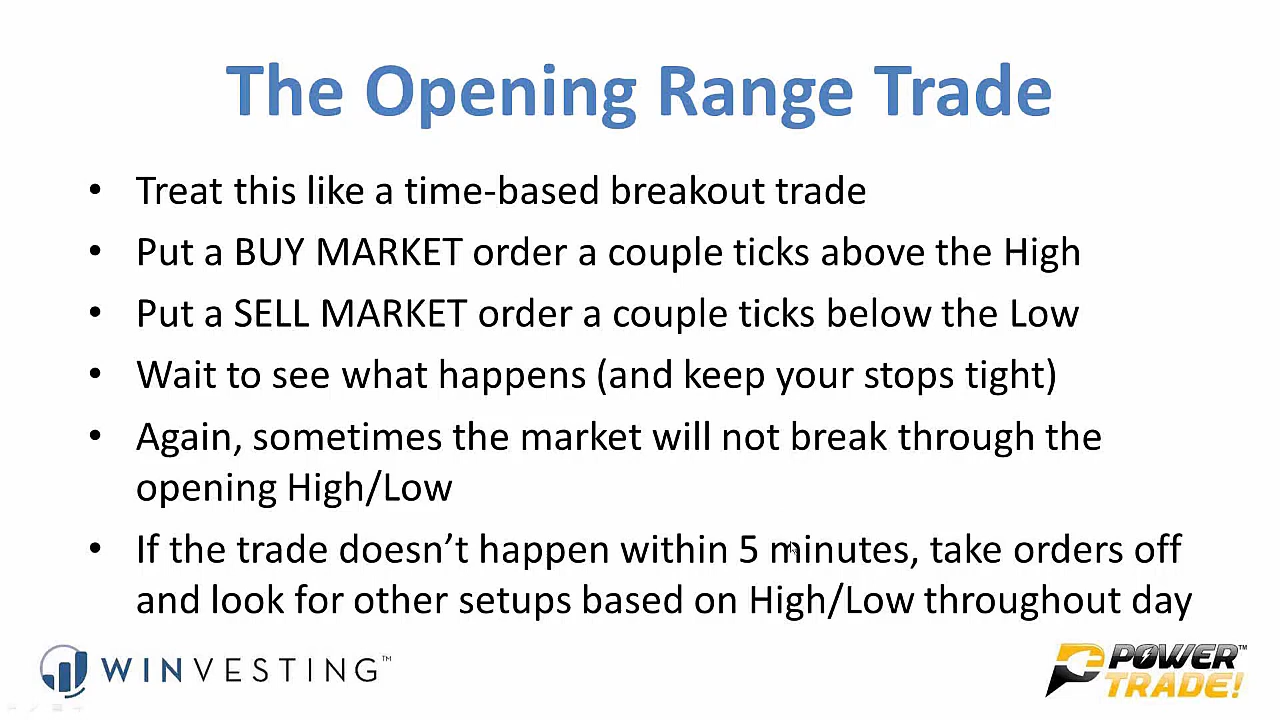 The Opening Range Trade
• Treat this like a time-based breakout trade
• Put a BUY MARKET order a couple ticks above the High
• Put a SELL MARKET order a couple ticks below the Low
• Wait to see what happens (and keep your stops tight)
• Again, sometimes the market will not break through the
opening High/Low
• If the trade doesn’t happen within 5 minutes, take orders off
and look for other setups based on High/Low throughout day
WINVESTING™
POWER™
TRADE!